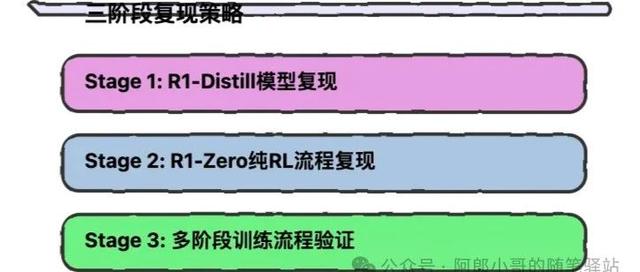 三阶段复现策略
Stage 1: R1-Distill模型复现
Stage 2: R1-Zero纯RL流程复现
Stage 3: 多阶段训练流程验证
公众号 · 阿郎小哥的随笔驿站